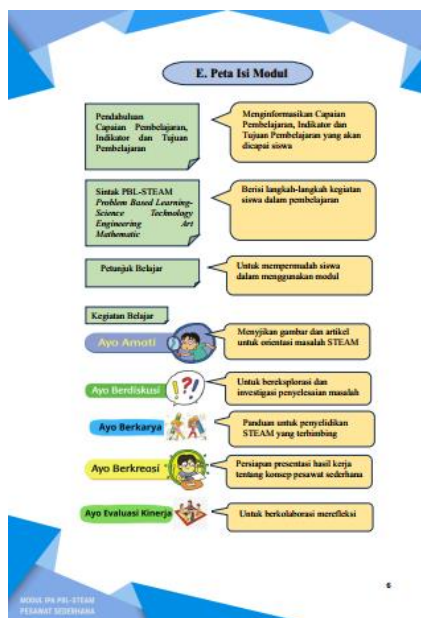 E. Peta Isi Modul
Pendahuluan
Capaian Pembelajaran,
Indikator dan Tujuan
Pembelajaran
Menginformasikan Capaian
Pembelajaran, Indikator dan
Tujuan Pembelajaran yang akan
dicapai siswa
Sintak PBL-STEAM
Problem Based Learning-
Science Technology
Engineering Art
Mathematic
Berisi langkah-langkah kegiatan
siswa dalam pembelajaran
Petunjuk Belajar
Untuk mempermudah siswa
dalam menggunakan modul
Kegiatan Belajar
Ayo Amati
Menyjikan gambar dan artikel
untuk orientasi masalah STEAM
Ayo Berdiskusi
Untuk bereksplorasi dan
investigasi penyelesaian masalah
Ayo Berkarya
Panduan untuk penyelidikan
STEAM yang terbimbing
Ayo Berkreasi
Persiapan presentasi hasil kerja
tentang konsep pesawat sederhana
Ayo Evaluasi Kinerja
Untuk berkolaborasi merefleksi
6
MODUL IPA PBL-STEAM
PESAWAT SEDERHANA